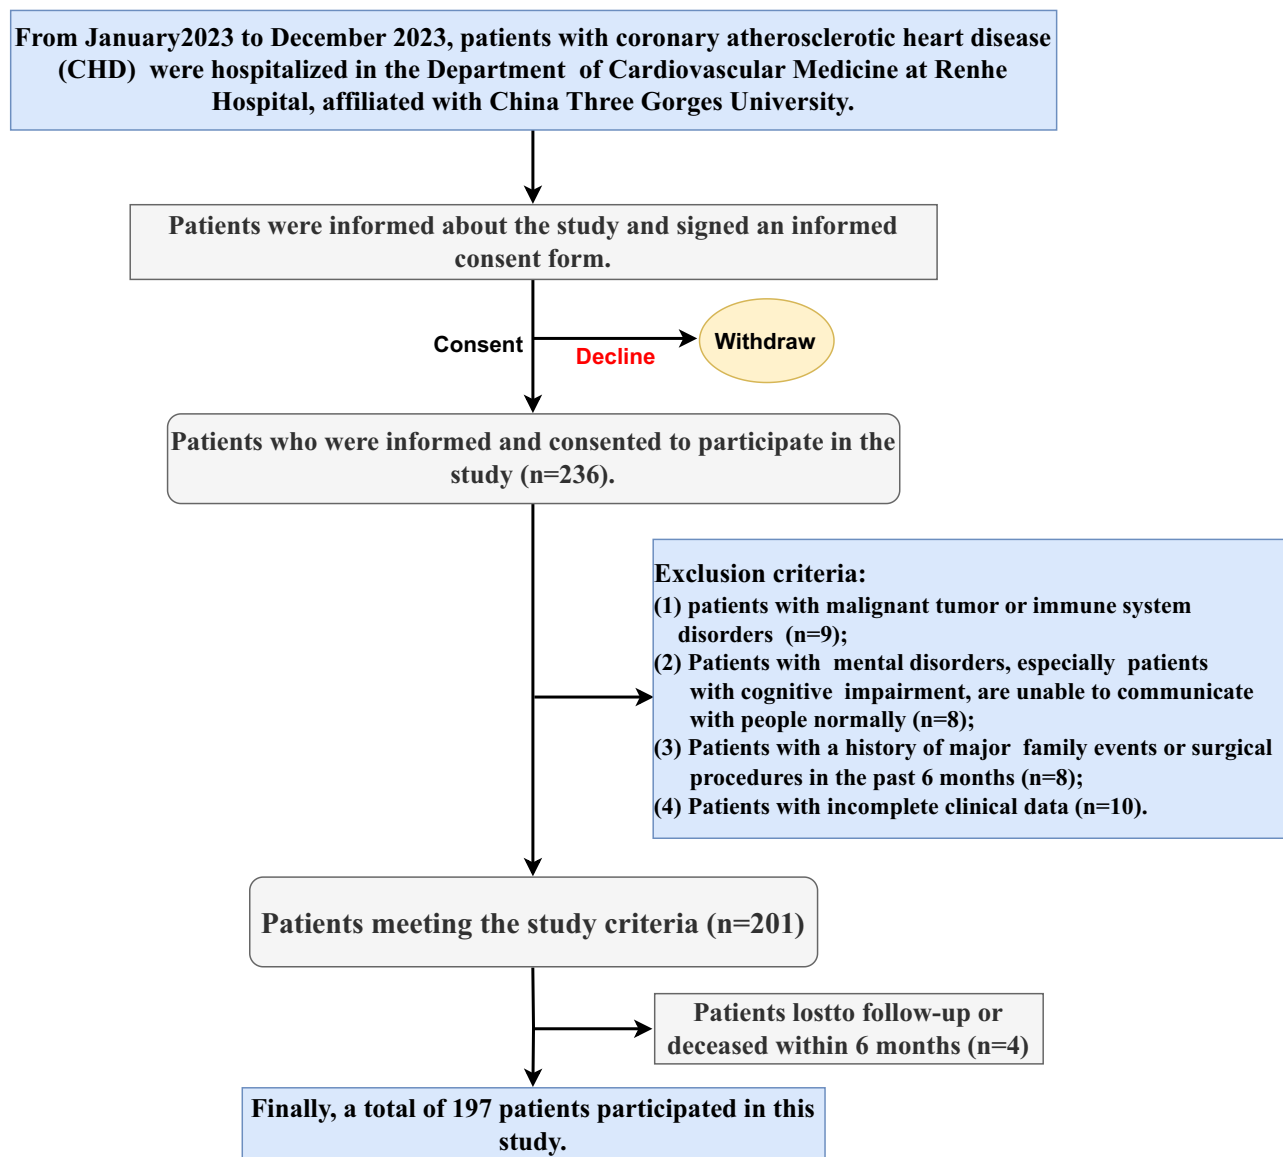 From January2023 to December 2023, patients with coronary atherosclerotic heart disease
(CHD) were hospitalized in the Department of Cardiovascular Medicine at Renhe
Hospital, affiliated with China Three Gorges University.
Patients were informed about the study and signed an informed
consent form.
Consent
Decline
Withdraw
Patients who were informed and consented to participate in the
study (n=236).
Exclusion criteria:
(1) patients with malignant tumor or immune system
disorders (n=9);
(2) Patients with mental disorders, especially patients
with cognitive impairment, are unable to communicate
with people normally (n=8);
(3) Patients with a history of major family events or surgical
procedures in the past 6 months (n=8);
(4) Patients with incomplete clinical data (n=10).
Patients meeting the study criteria (n=201)
Patients lostto follow-up or
deceased within 6 months (n=4)
Finally, a total of 197 patients participated in this
study.